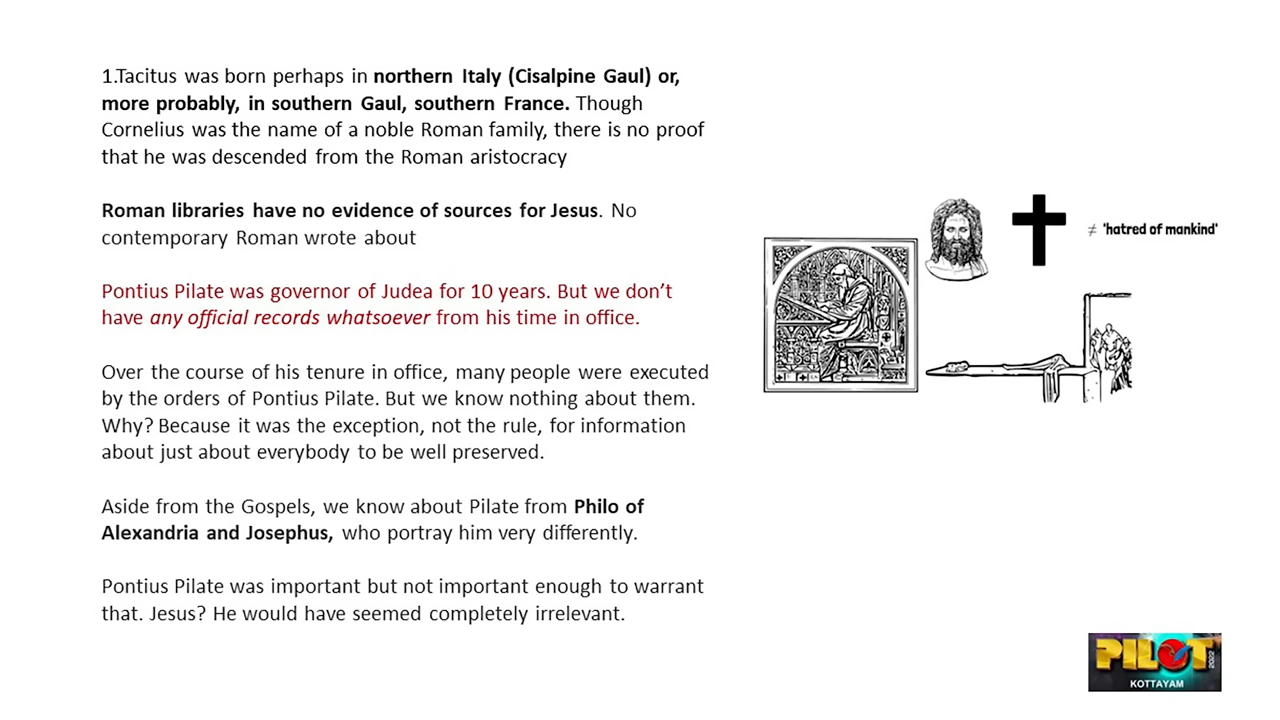 1.Tacitus was born perhaps in northern Italy (Cisalpine Gaul) or,
more probably, in southern Gaul, southern France. Though
Cornelius was the name of a noble Roman family, there is no proof
that he was descended from the Roman aristocracy
Roman libraries have no evidence of sources for Jesus. No
contemporary Roman wrote about
Pontius Pilate was governor of Judea for 10 years. But we don't
have any official records whatsoever from his time in office.
Over the course of his tenure in office, many people were executed
by the orders of Pontius Pilate. But we know nothing about them.
Why? Because it was the exception, not the rule, for information
about just about everybody to be well preserved.
Aside from the Gospels, we know about Pilate from Philo of
Alexandria and Josephus, who portray him very differently.
Pontius Pilate was important but not important enough to warrant
that. Jesus? He would have seemed completely irrelevant.
≠ 'hatred of mankind'
PILOT
2022
KOTTAYAM